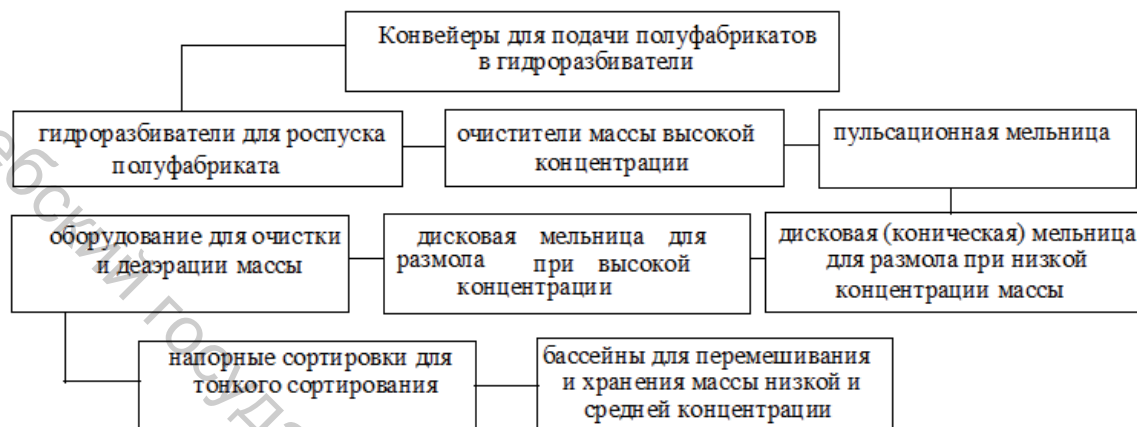 Конвейеры для подачи полуфабрикатов
в гидроразбиватели
гидроразбиватели для роспуска
полуфабриката
очистители массы высокой
концентрации
пульсационная мельница
оборудование для очистки
и деаэрации массы
дисковая мельница для
размола при высокой
концентрации
дисковая (коническая) мельница
для размола при низкой
концентрации массы
напорные сортировки для
тонкого сортирования
бассейны для перемешивания
и хранения массы низкой и
средней концентрации